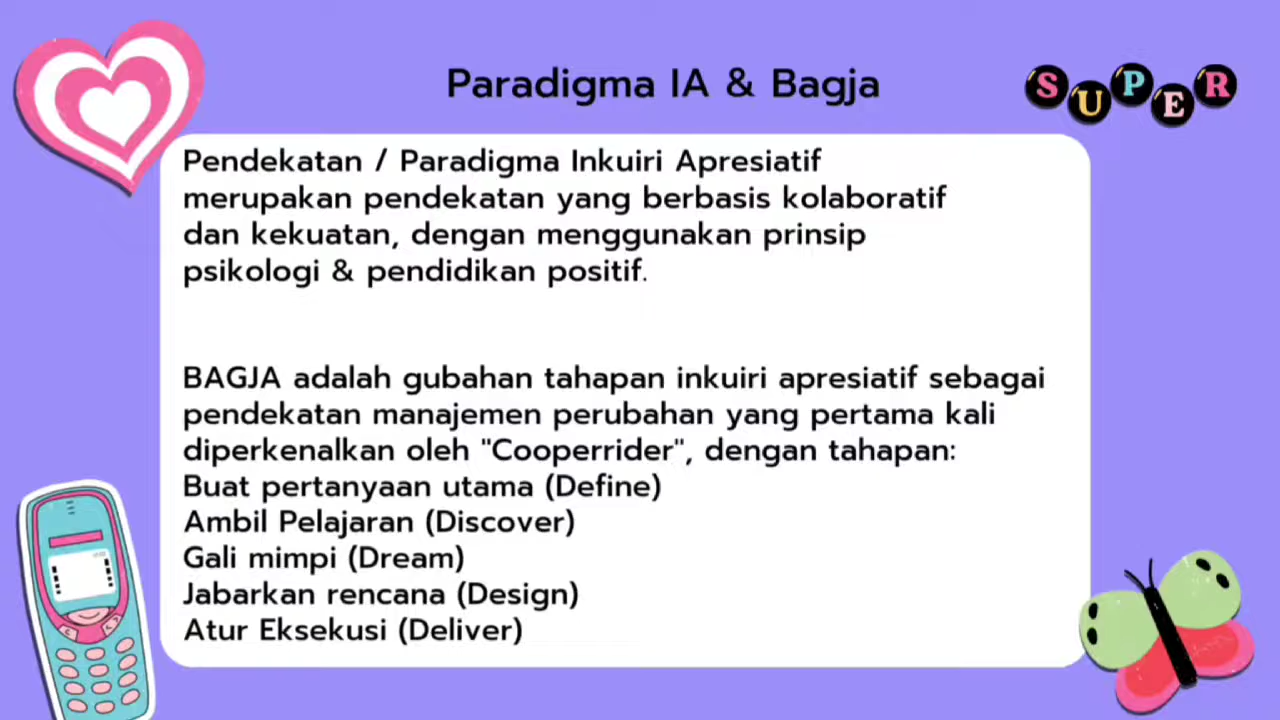 Paradigma IA & Bagja
SUPER
Pendekatan / Paradigma Inkuiri Apresiatif
merupakan pendekatan yang berbasis kolaboratif
dan kekuatan, dengan menggunakan prinsip
psikologi & pendidikan positif.
BAGJA adalah gubahan tahapan inkuiri apresiatif sebagai
pendekatan manajemen perubahan yang pertama kali
diperkenalkan oleh "Cooperrider", dengan tahapan:
Buat pertanyaan utama (Define)
Ambil Pelajaran (Discover)
Gali mimpi (Dream)
Jabarkan rencana (Design)
Atur Eksekusi (Deliver)